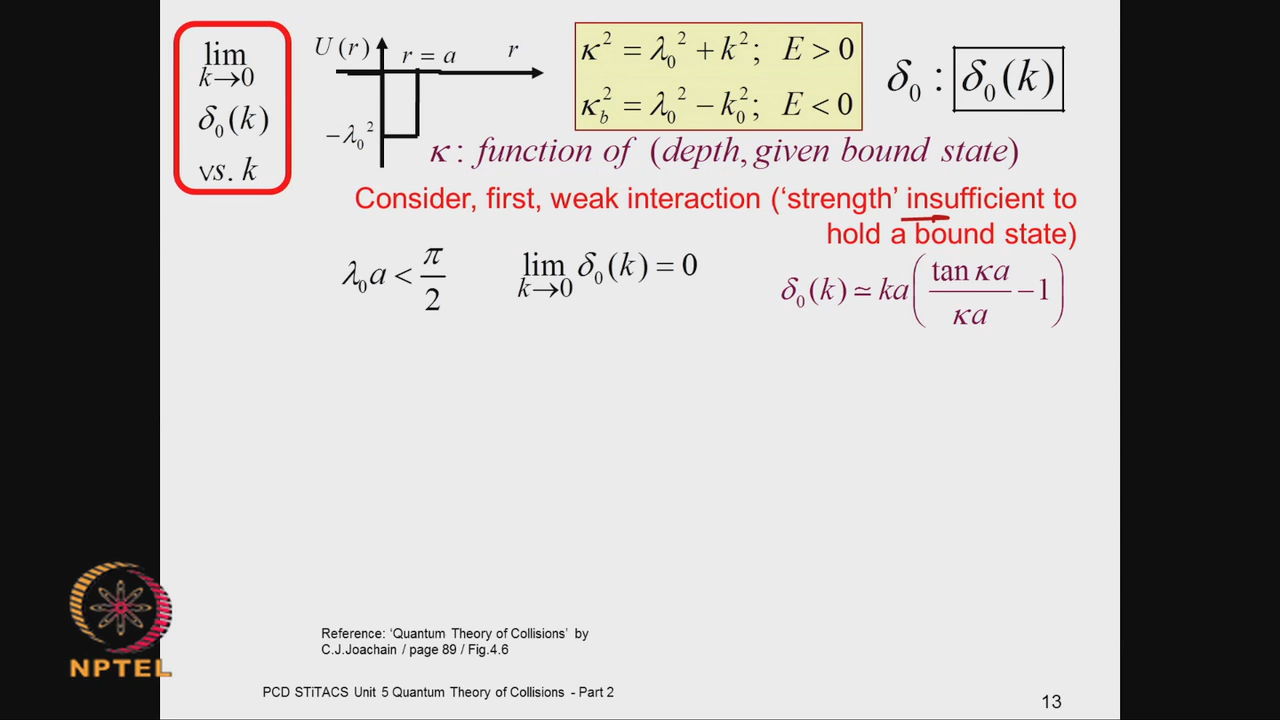 lim k→0
δ₀(k)
vs. k
U(r)
r = a
r
−λ₀²
κ² = λ₀² + k²; E > 0
κ_b² = λ₀² − k₀²; E < 0
δ₀ : δ₀(k)
κ : function of (depth, given bound state)
Consider, first, weak interaction (‘strength’ insufficient to
hold a bound state)
λ₀a < π/2
lim k→0 δ₀(k) = 0
δ₀(k) ≃ ka(tan κa/κa − 1)
NPTEL
Reference: ‘Quantum Theory of Collisions’ by
C.J.Joachain / page 89 / Fig.4.6
PCD STiTACS Unit 5 Quantum Theory of Collisions - Part 2
13